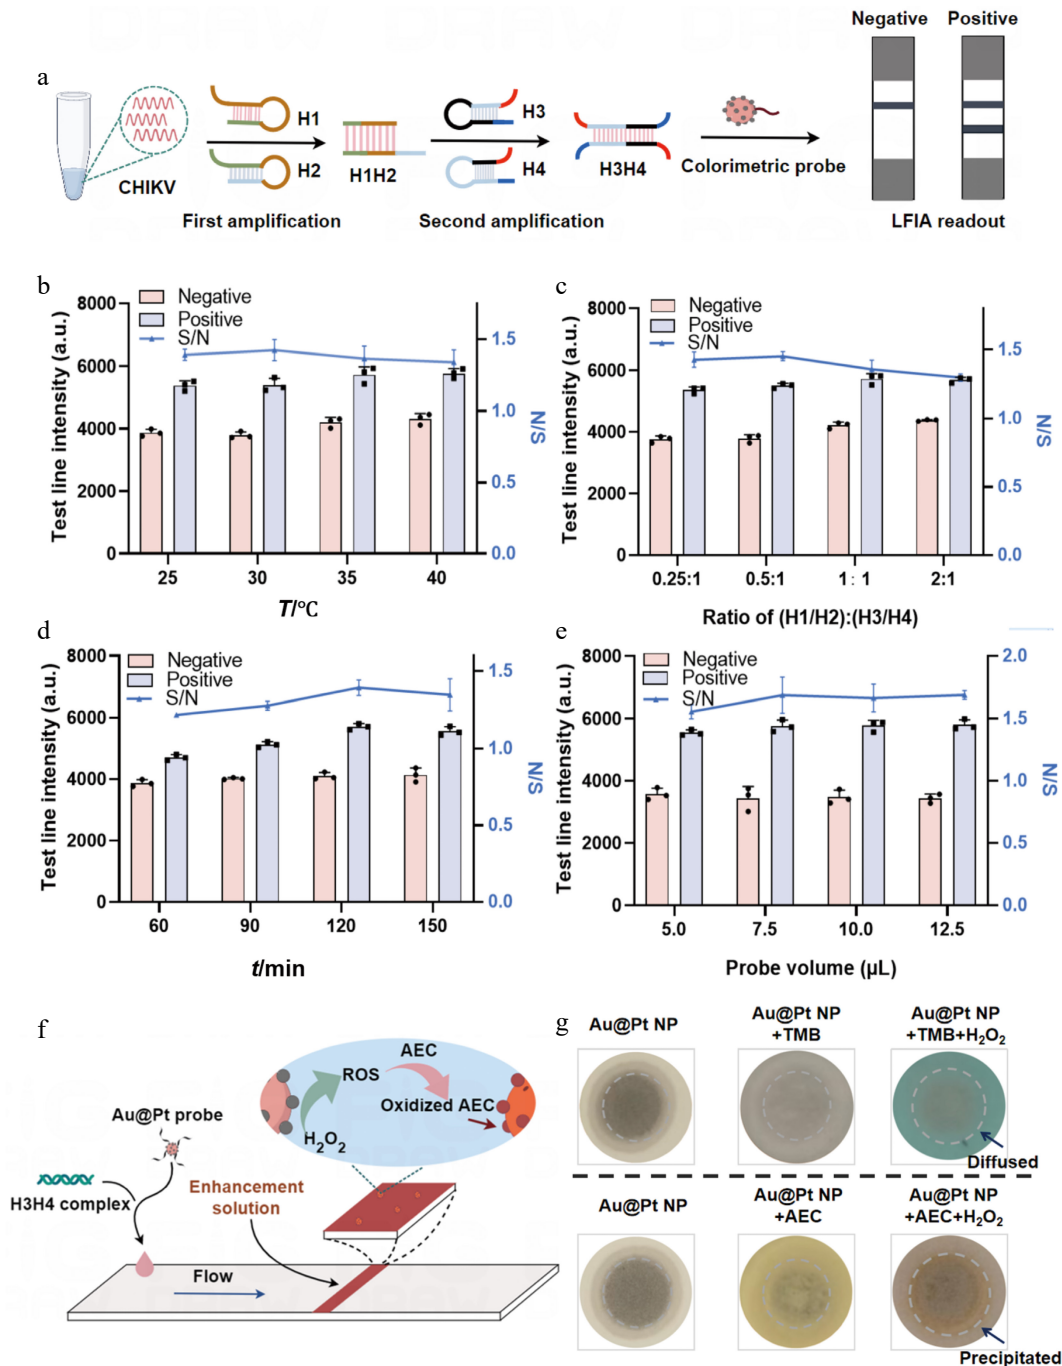 a
Negative Positive
CHIKV
H1
H2
H1H2
H3
H4
H3H4
Colorimetric probe
First amplification
Second amplification
LFIA readout
b
Negative
Positive
S/N
Test line intensity (a.u.)
8000
6000
4000
2000
0
1.5
1.0
0.5
0.0
S/N
25 30 35 40
T/°C
c
Negative
Positive
S/N
Test line intensity (a.u.)
8000
6000
4000
2000
0
1.5
1.0
0.5
0.0
S/N
0.25:1 0.5:1 1:1 2:1
Ratio of (H1/H2):(H3/H4)
d
Negative
Positive
S/N
Test line intensity (a.u.)
8000
6000
4000
2000
0
1.5
1.0
0.5
0.0
S/N
60 90 120 150
t/min
e
Negative
Positive
S/N
Test line intensity (a.u.)
8000
6000
4000
2000
0
2.0
1.5
1.0
0.5
0.0
S/N
5.0 7.5 10.0 12.5
Probe volume (µL)
f
AEC
ROS
Oxidized AEC
H₂O₂
Au@Pt probe
H3H4 complex
Enhancement
solution
Flow
g
Au@Pt NP
Au@Pt NP
+TMB
Au@Pt NP
+TMB+H₂O₂
Diffused
Au@Pt NP
Au@Pt NP
+AEC
Au@Pt NP
+AEC+H₂O₂
Precipitated